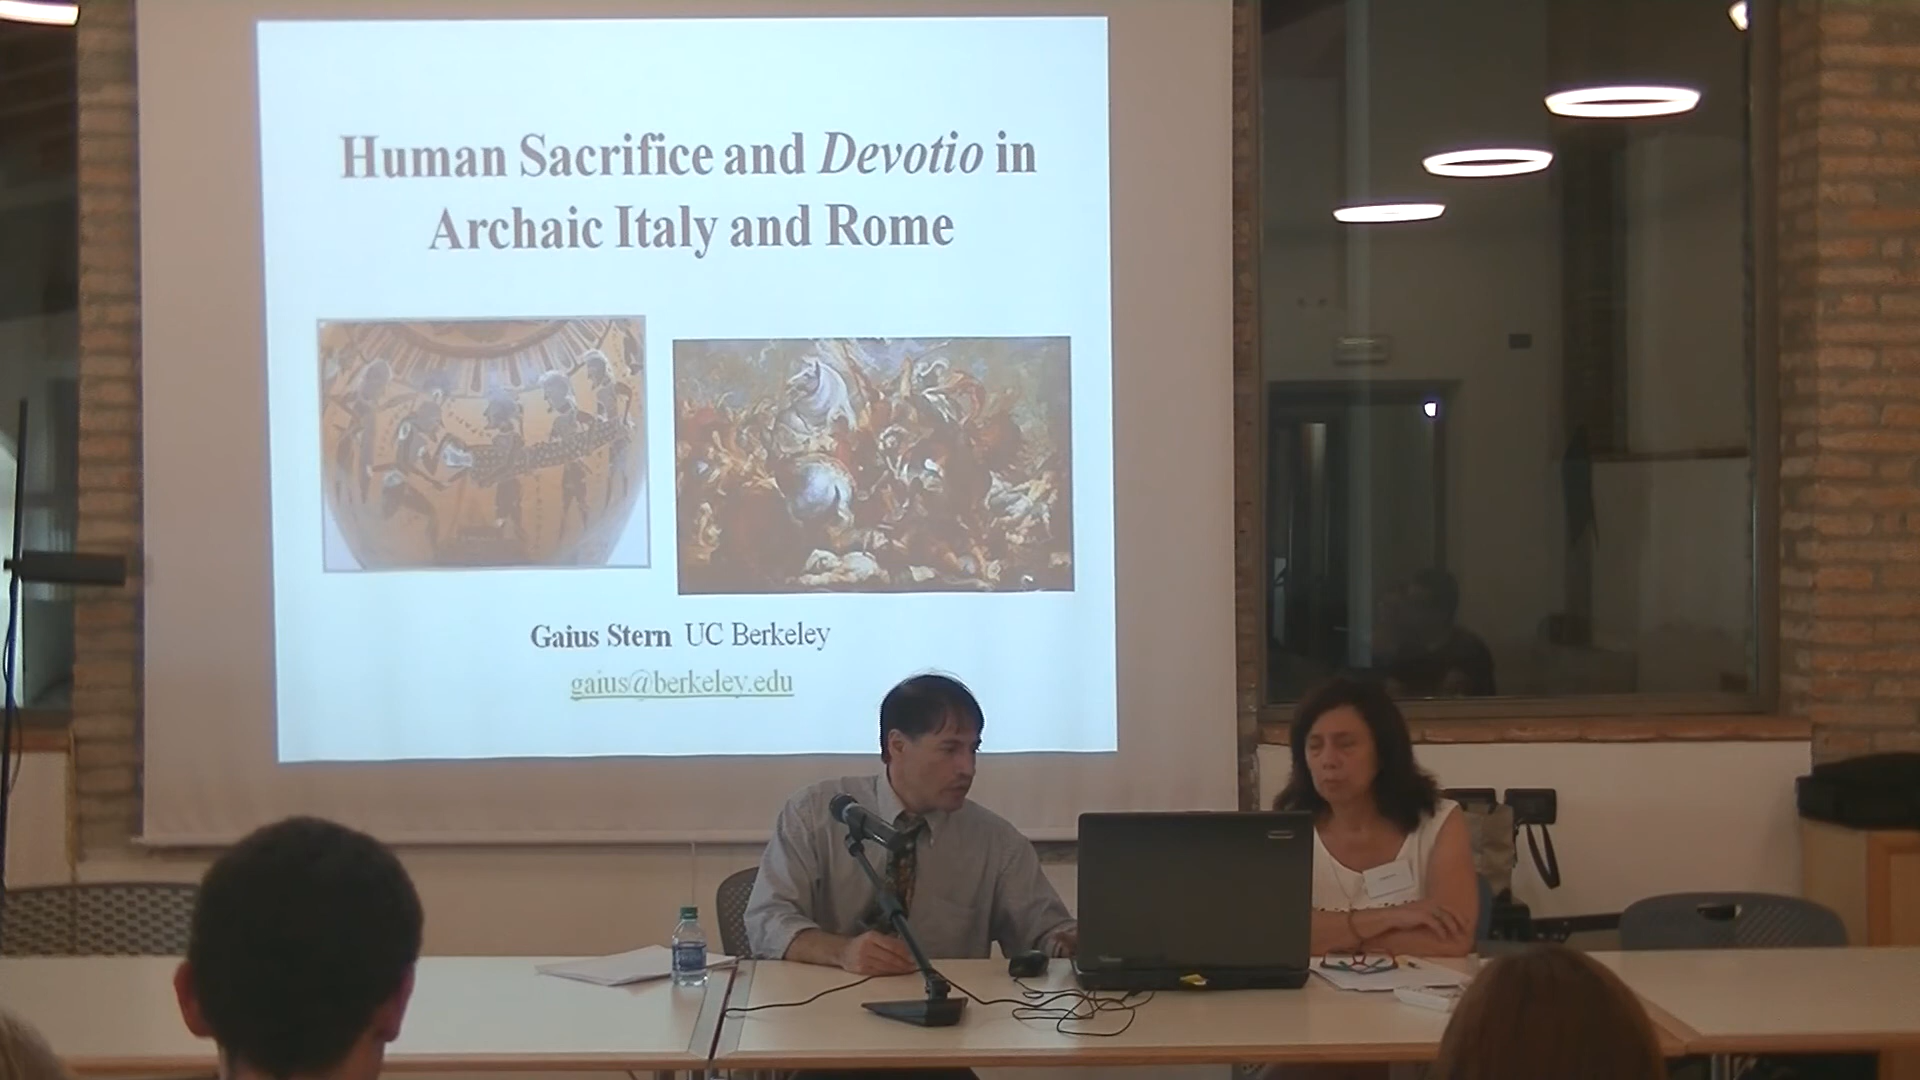 Human Sacrifice and Devotio in
Archaic Italy and Rome
Gaius Stern UC Berkeley
gaius@berkeley.edu